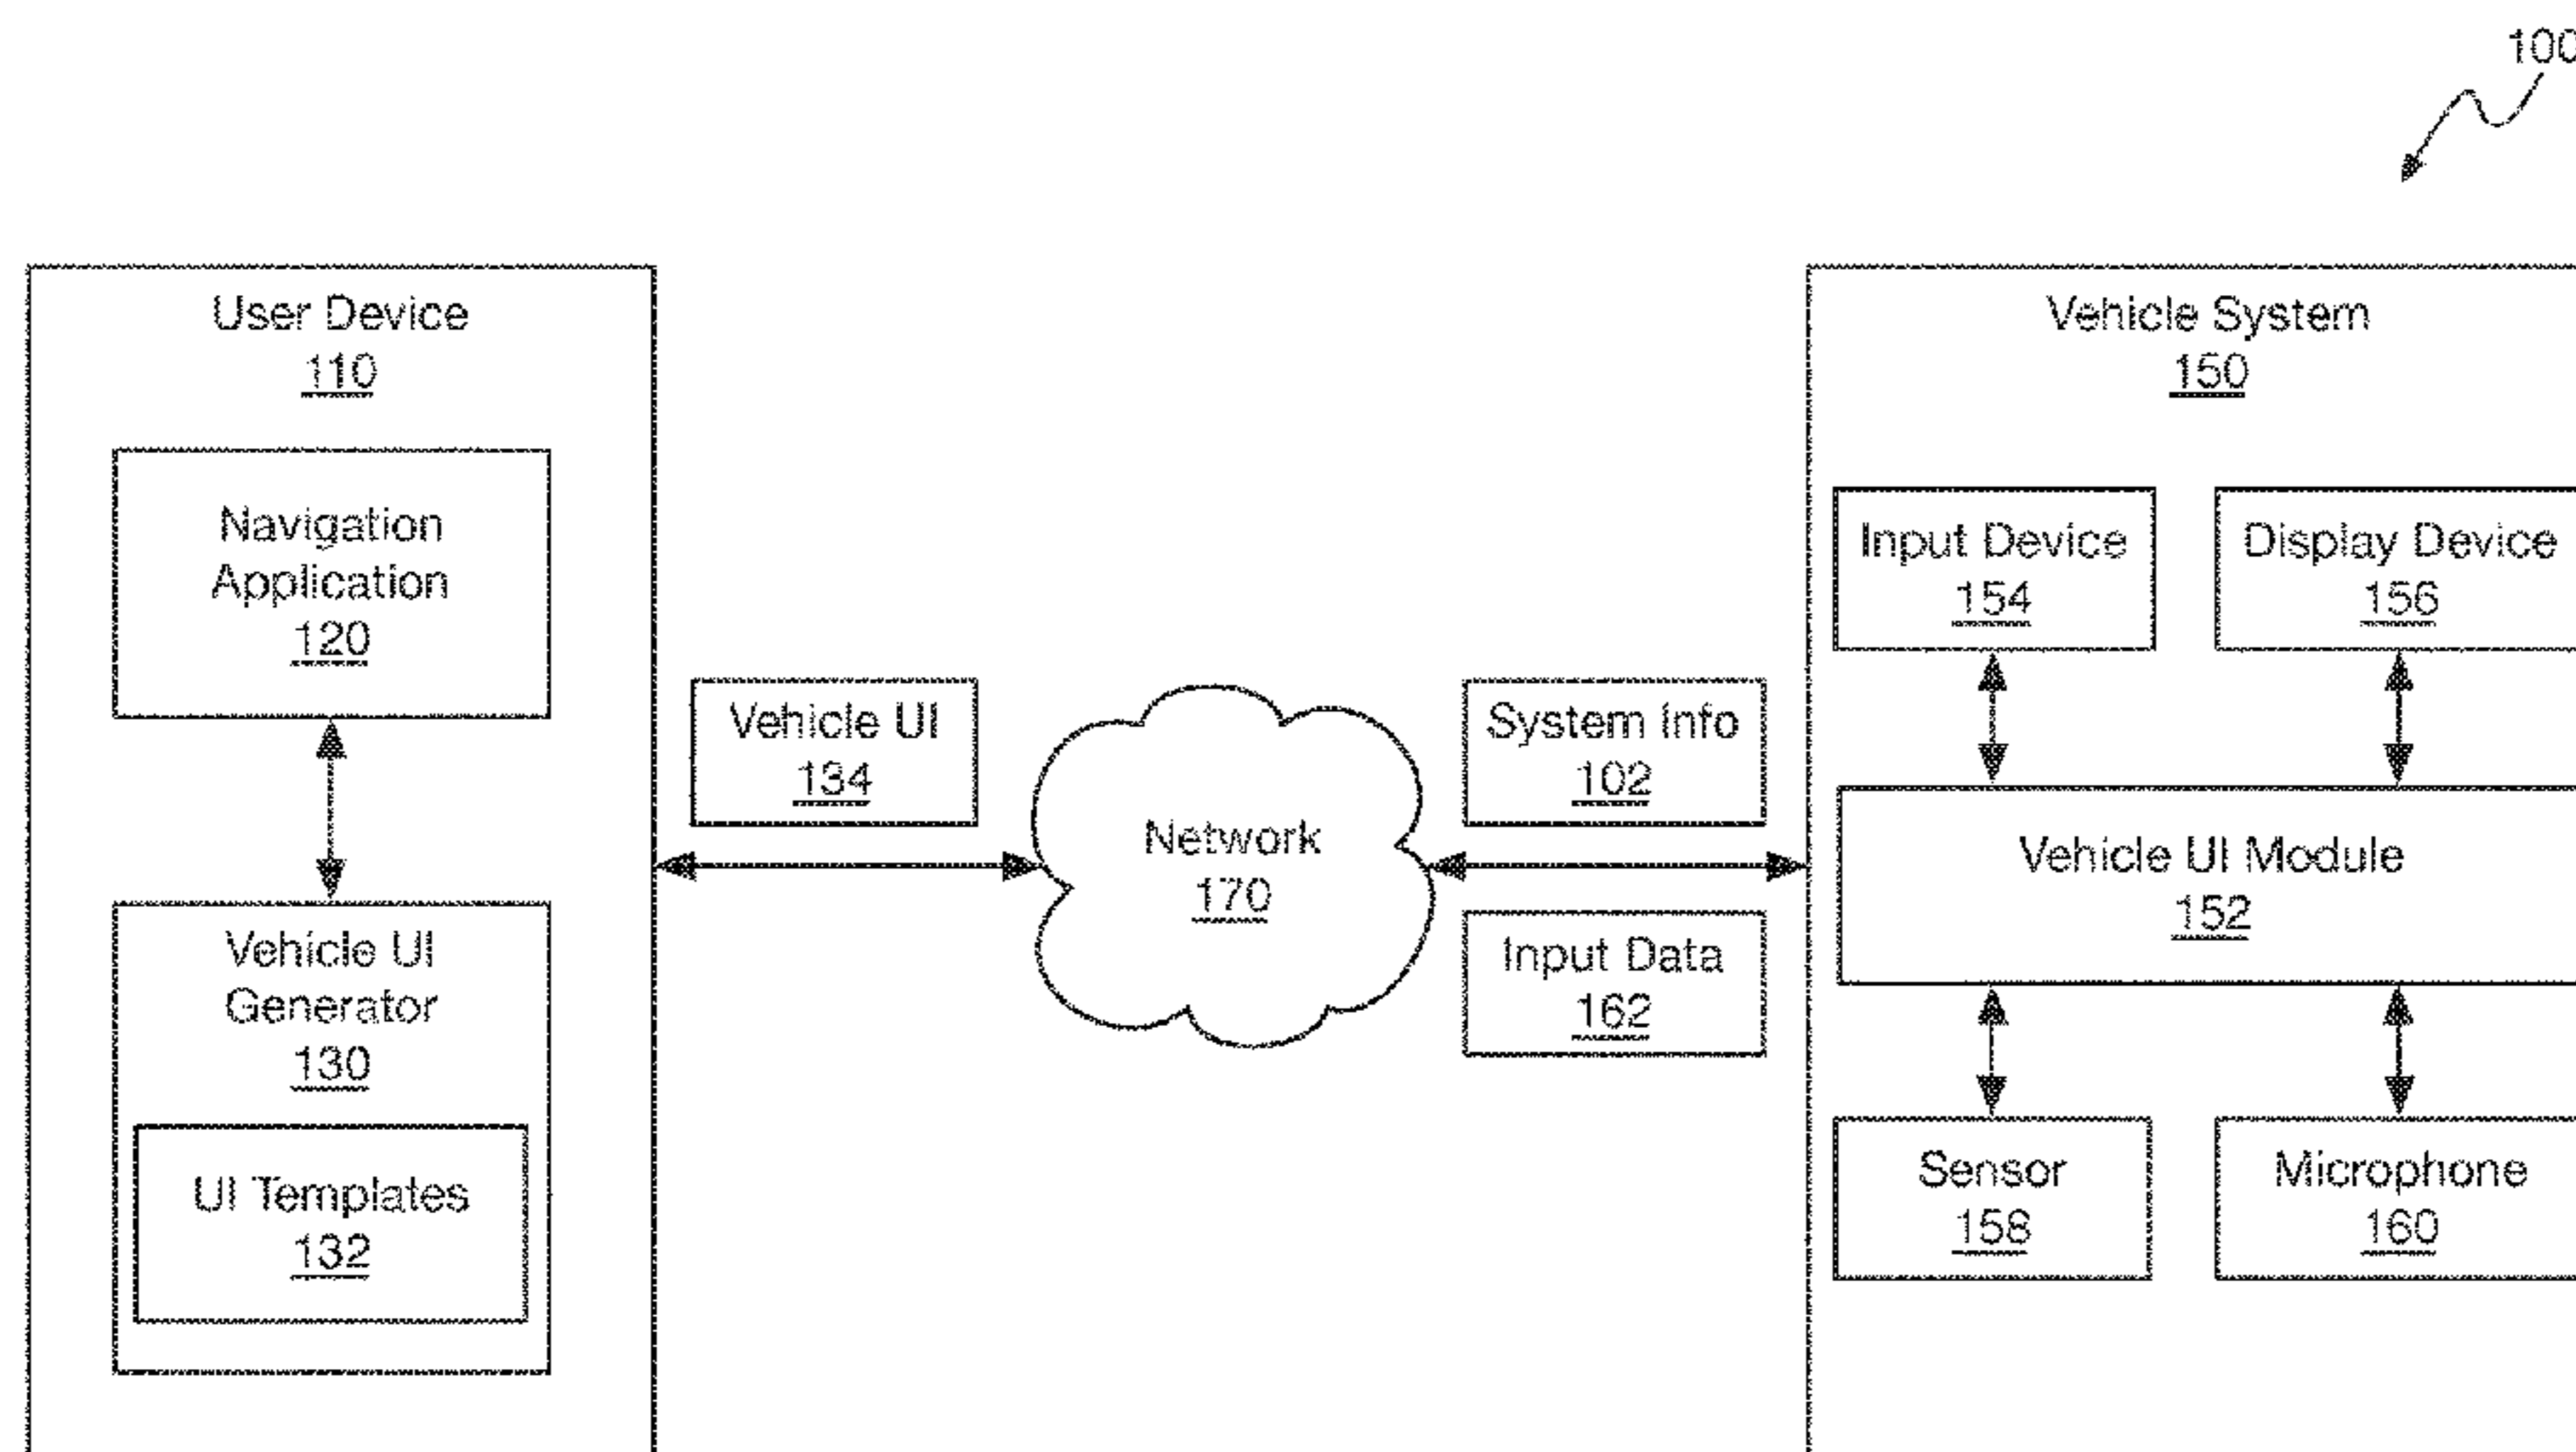 100
User Device
110
Navigation
Application
120
Vehicle UI
Generator
130
UI Templates
132
Vehicle UI
134
Network
170
System Info
102
Input Data
162
Vehicle System
150
Input Device
154
Display Device
156
Vehicle UI Module
152
Sensor
158
Microphone
160